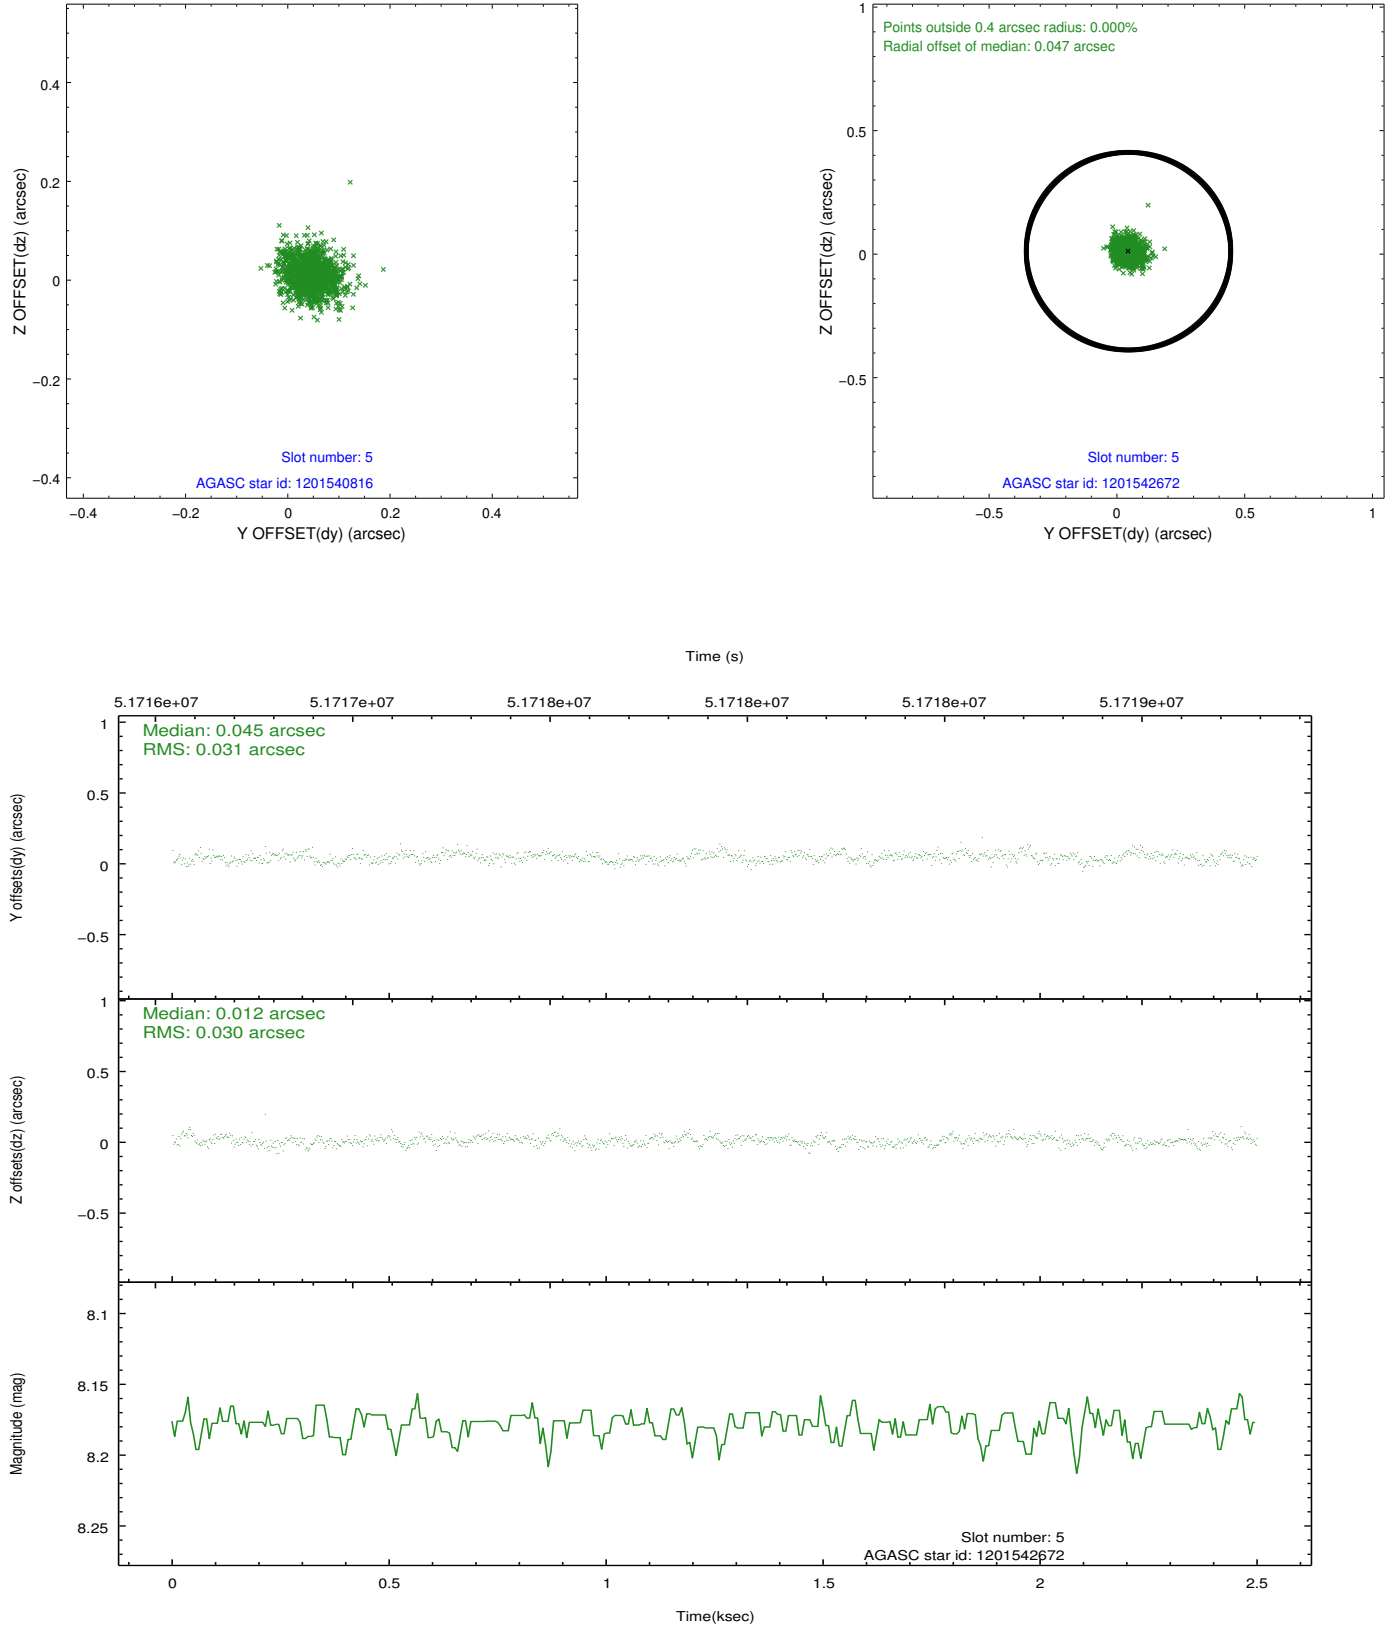 0.4
0.2
0
−0.2
−0.4
Z OFFSET(dz) (arcsec)
Slot number: 5
AGASC star id: 1201540816
−0.4
−0.2
0
0.2
0.4
Y OFFSET(dy) (arcsec)
1
0.5
0
−0.5
Z OFFSET(dz) (arcsec)
Points outside 0.4 arcsec radius: 0.000%
Radial offset of median: 0.047 arcsec
Slot number: 5
AGASC star id: 1201542672
−0.5
0
0.5
1
Y OFFSET(dy) (arcsec)
Time (s)
5.1716e+07
5.1717e+07
5.1718e+07
5.1718e+07
5.1718e+07
5.1719e+07
1
0.5
0
−0.5
Y offsets(dy) (arcsec)
Median: 0.045 arcsec
RMS: 0.031 arcsec
1
0.5
0
−0.5
Z offsets(dz) (arcsec)
Median: 0.012 arcsec
RMS: 0.030 arcsec
8.1
8.15
8.2
8.25
Magnitude (mag)
Slot number: 5
AGASC star id: 1201542672
0
0.5
1
1.5
2
2.5
Time(ksec)